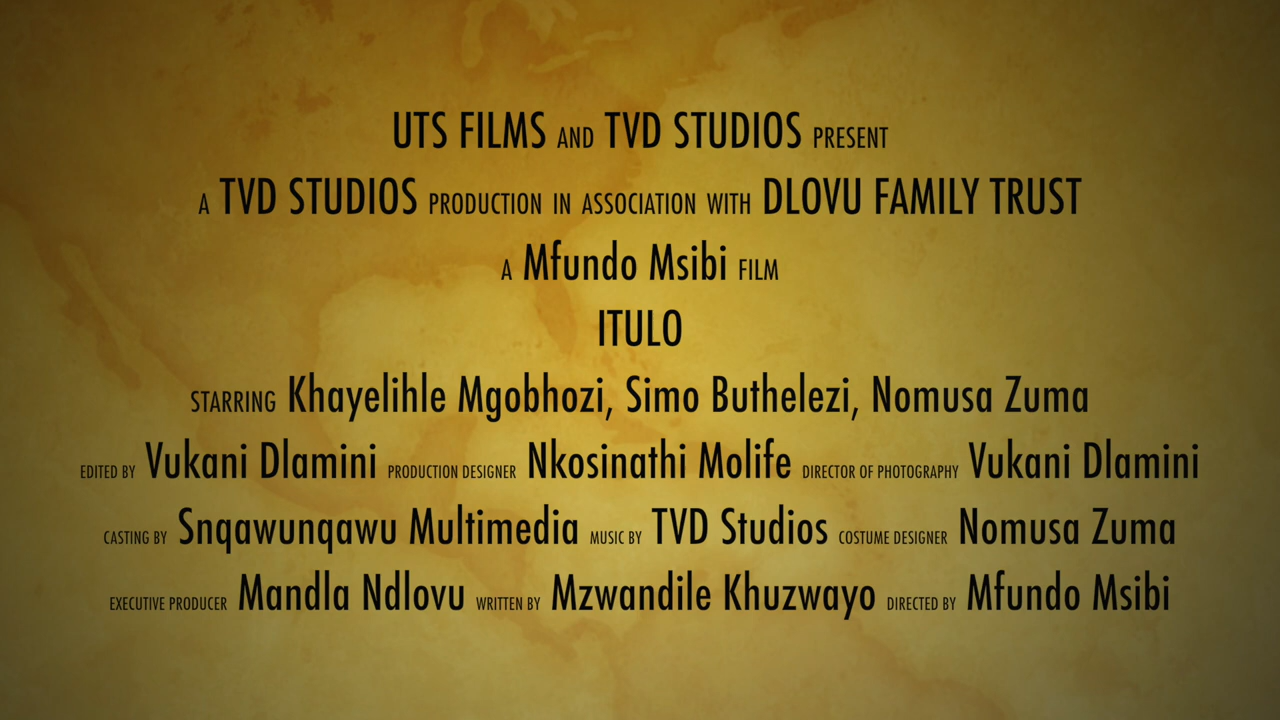 UTS FILMS AND TVD STUDIOS PRESENT
A TVD STUDIOS PRODUCTION IN ASSOCIATION WITH DLOVU FAMILY TRUST
A Mfundo Msibi FILM
ITULO
STARRING Khayelihle Mgobhozi, Simo Buthelezi, Nomusa Zuma
EDITED BY Vukani Dlamini PRODUCTION DESIGNER Nkosinathi Molife DIRECTOR OF PHOTOGRAPHY Vukani Dlamini
CASTING BY Snqawunqawu Multimedia MUSIC BY TVD Studios COSTUME DESIGNER Nomusa Zuma
EXECUTIVE PRODUCER Mandla Ndlovu WRITTEN BY Mzwandile Khuzwayo DIRECTED BY Mfundo Msibi